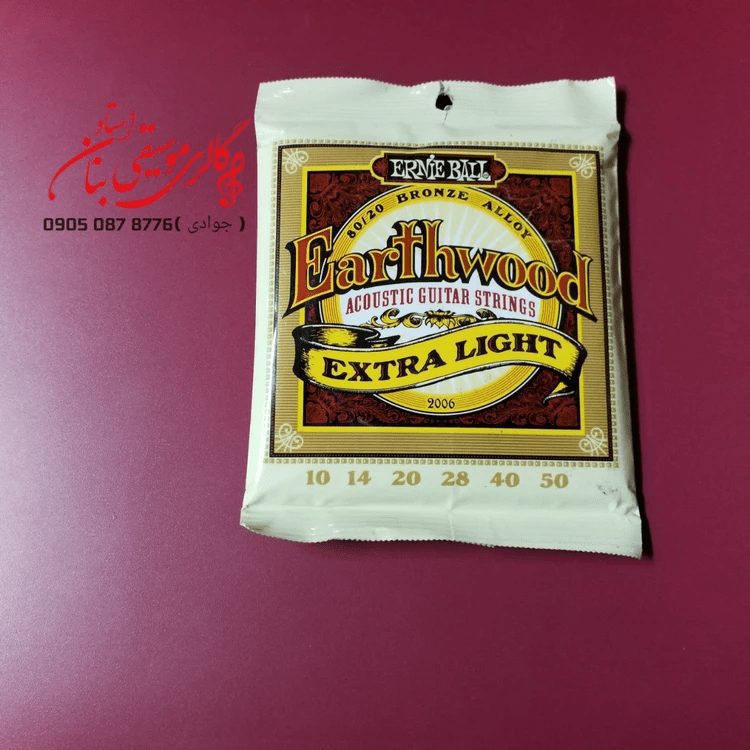 گالری موسیقی استاد بنان
0905 087 8776 ( جوادی )
ERNIE BALL
80/20 BRONZE ALLOY
Earthwood
ACOUSTIC GUITAR STRINGS
EXTRA LIGHT
2006
10 14 20 28 40 50